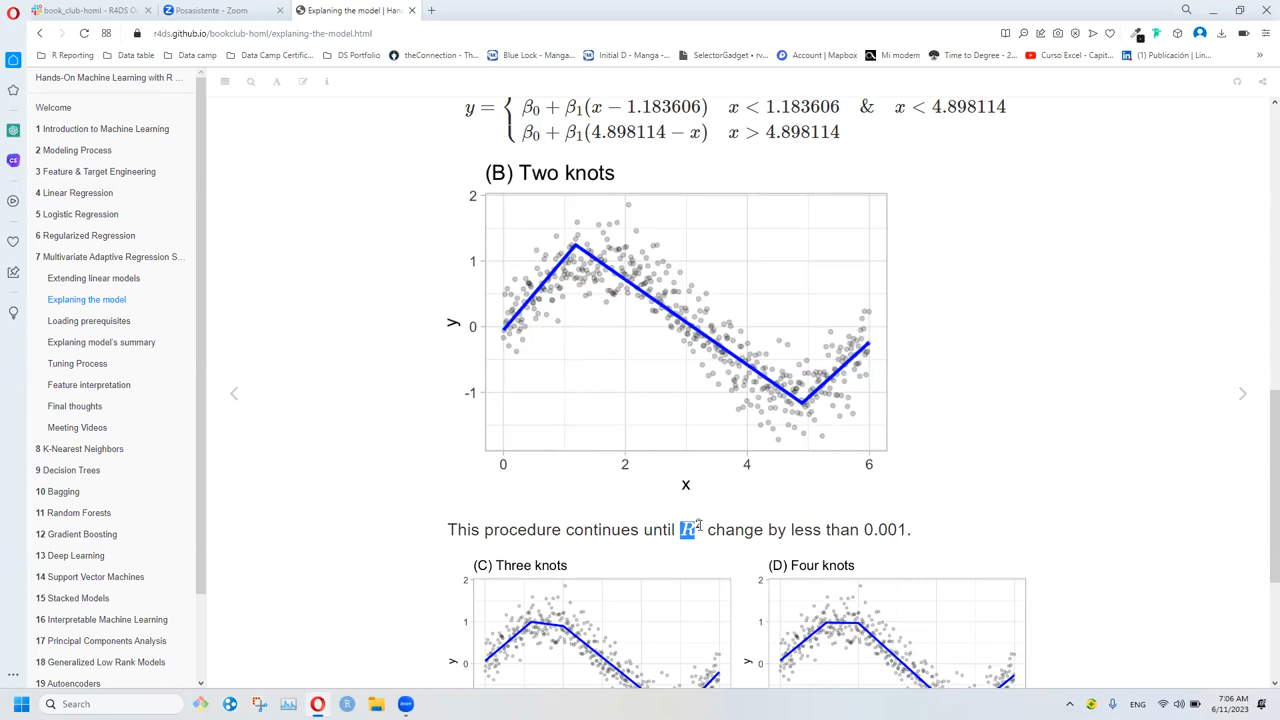 book_club-homl - R4DS O
Posasistente - Zoom
Explaning the model | Han
r4ds.github.io/bookclub-homl/explaning-the-model.html
R Reporting
Data table
Data camp
Data Camp Certific...
DS Portfolio
theConnection - Th...
Blue Lock - Manga...
Initial D - Manga -...
SelectorGadget - rv...
Account | Mapbox
Mi modem
Time to Degree - 2...
Curso Excel - Capit...
(1) Publicación | Lin...
Hands-On Machine Learning with R ...
Welcome
1 Introduction to Machine Learning
2 Modeling Process
3 Feature & Target Engineering
4 Linear Regression
5 Logistic Regression
6 Regularized Regression
7 Multivariate Adaptive Regression S...
Extending linear models
Explaning the model
Loading prerequisites
Explaning model's summary
Tuning Process
Feature interpretation
Final thoughts
Meeting Videos
8 K-Nearest Neighbors
9 Decision Trees
10 Bagging
11 Random Forests
12 Gradient Boosting
13 Deep Learning
14 Support Vector Machines
15 Stacked Models
16 Interpretable Machine Learning
17 Principal Components Analysis
18 Generalized Low Rank Models
19 Autoencoders
y = { β0 + β1(x − 1.183606) x < 1.183606 & x < 4.898114
β0 + β1(4.898114 − x) x > 4.898114
(B) Two knots
2
1
0
-1
y
0 2 4 6
x
This procedure continues until R² change by less than 0.001.
(C) Three knots (D) Four knots
2 2
1 1
y 0 y 0
Search
ENG
7:06 AM
6/11/2023